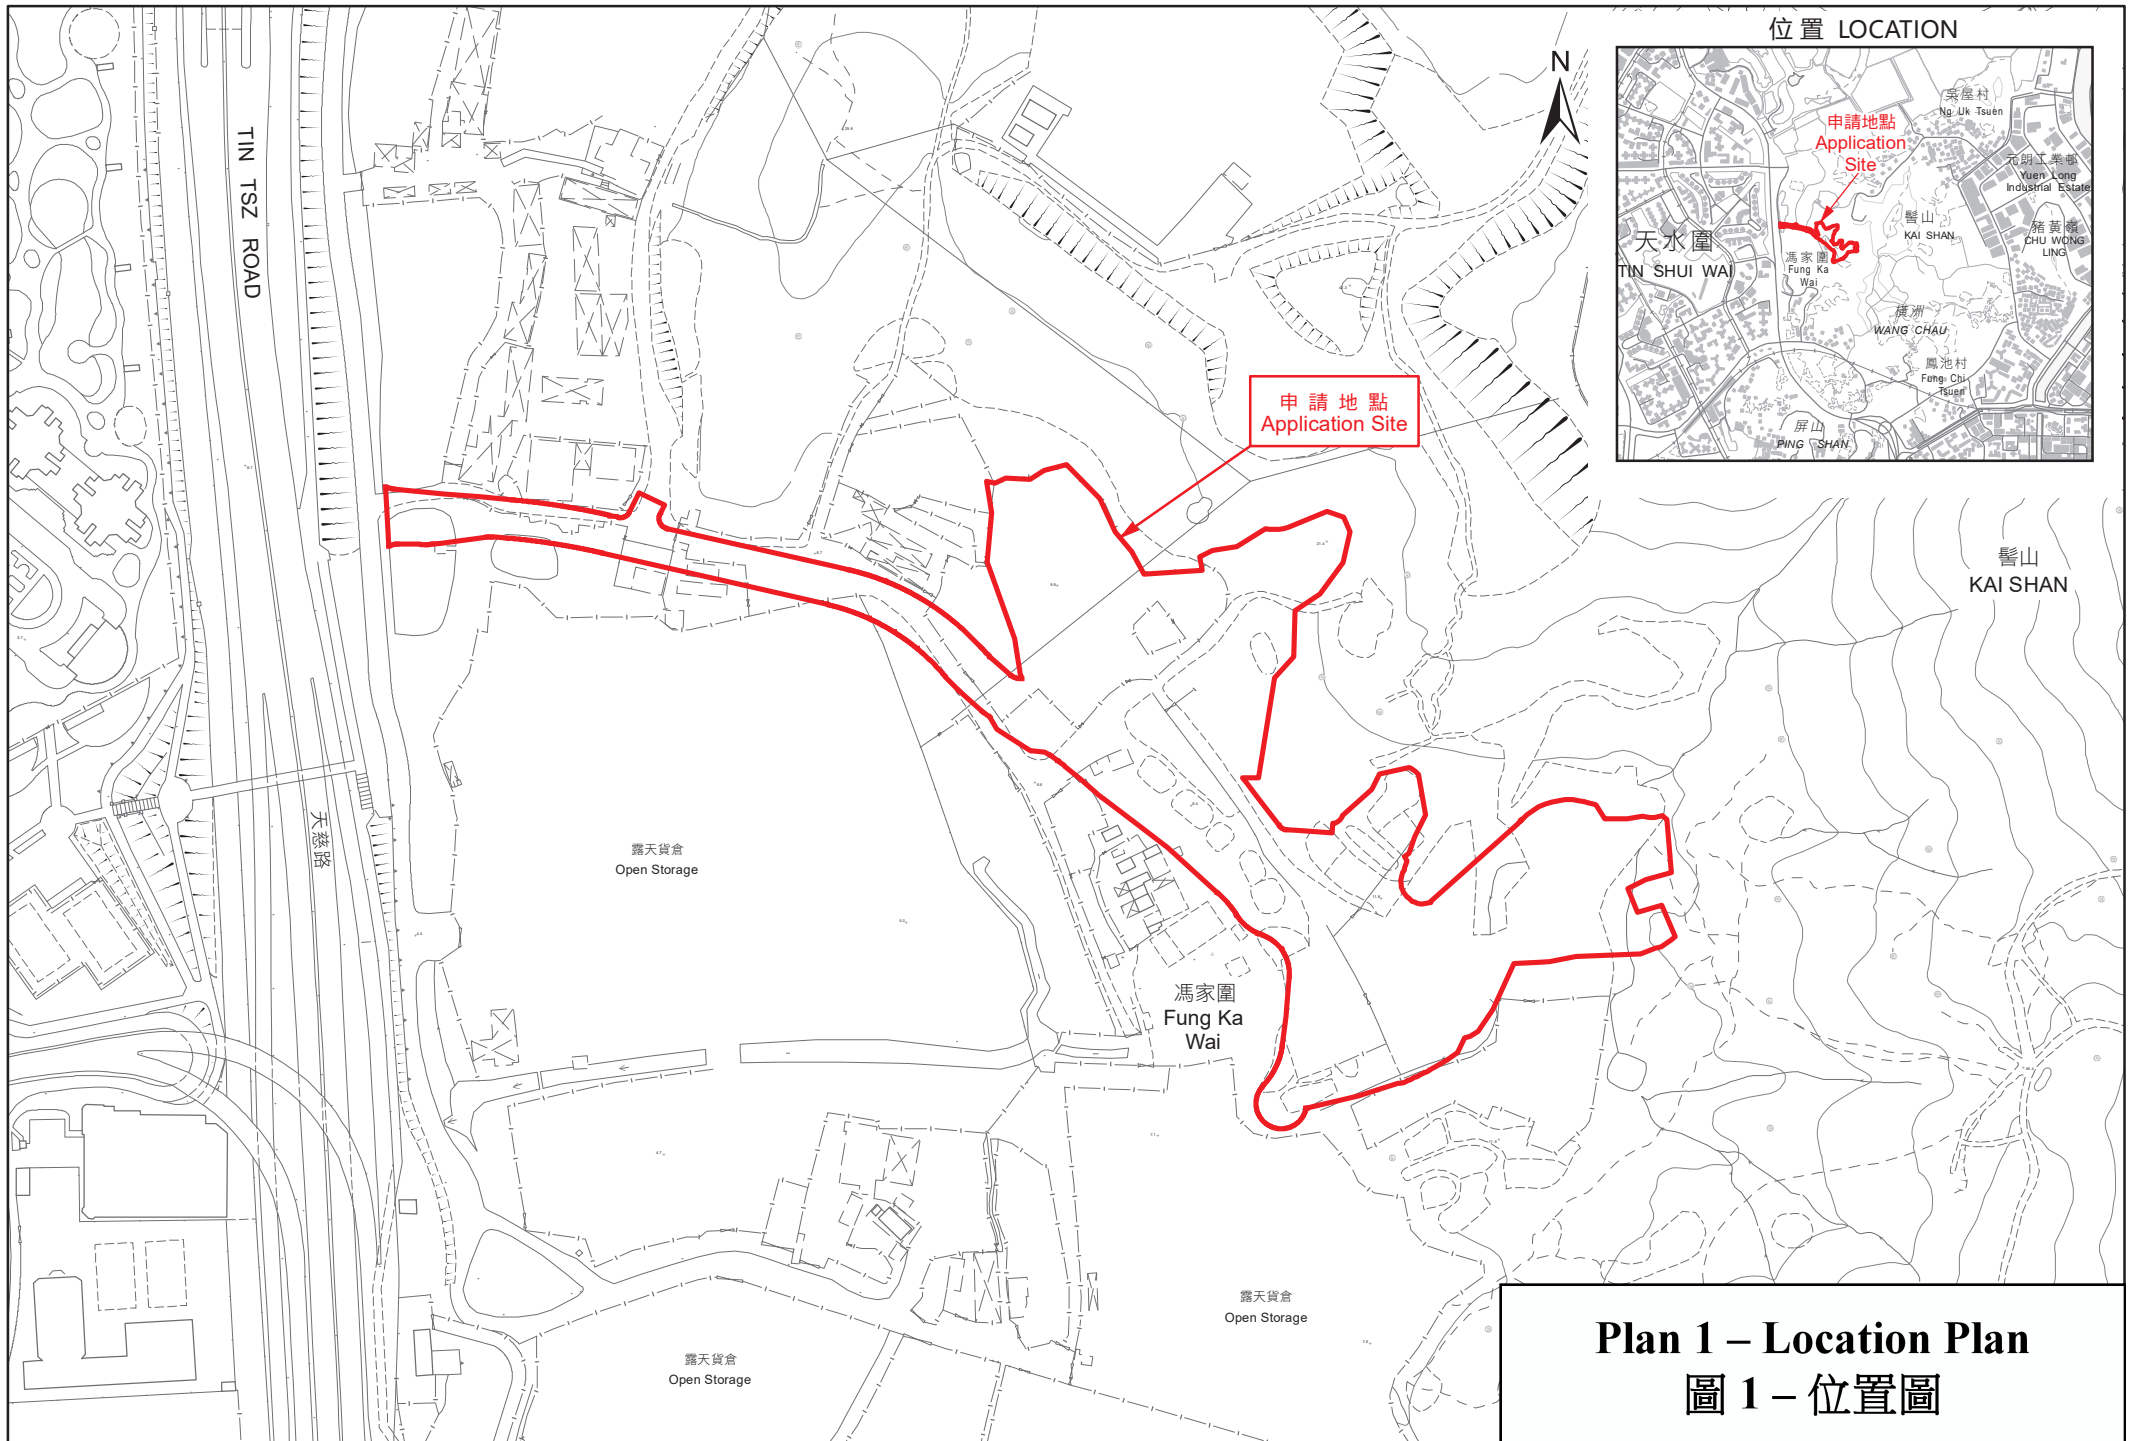 位置 LOCATION
N
吳屋村
Ng Uk Tsuen
申請地點
Application
Site
元朗工業邨
Yuen Long
Industrial Estate
髻山
KAI SHAN
豬黃嶺
CHU WONG
LING
天水圍
TIN SHUI WAI
馮家圍
Fung Ka
Wai
橫洲
WANG CHAU
鳳池村
Fung Chi
Tsuen
屏山
PING SHAN
TIN TSZ ROAD
天慈路
申請地點
Application Site
髻山
KAI SHAN
露天貨倉
Open Storage
馮家圍
Fung Ka
Wai
露天貨倉
Open Storage
露天貨倉
Open Storage
Plan 1 – Location Plan
圖 1 – 位置圖